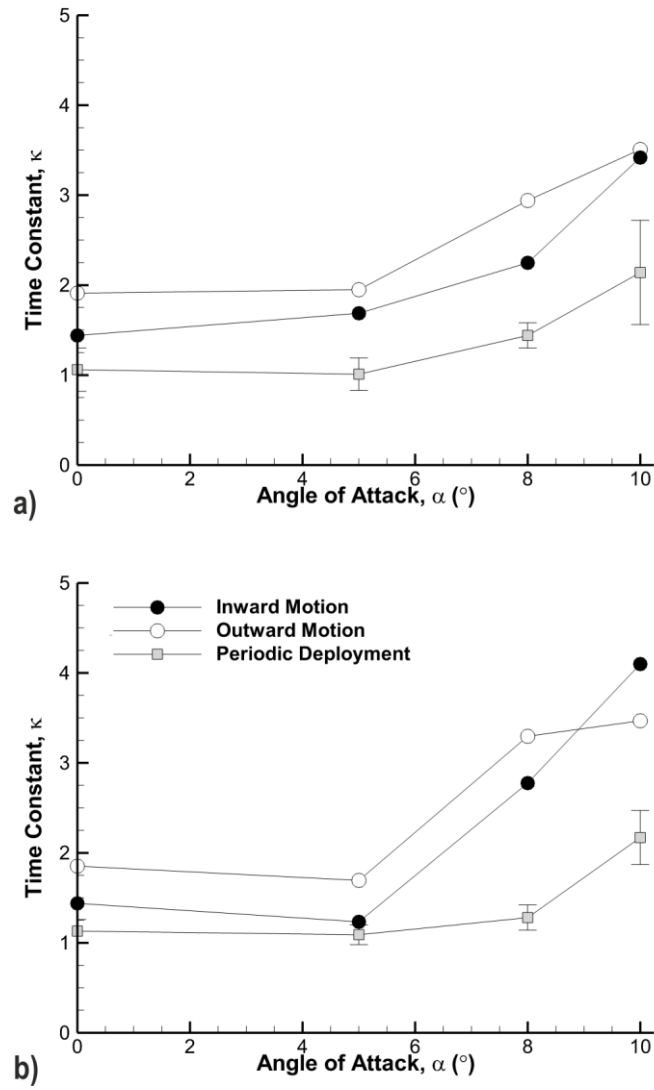 5
4
3
2
1
0
Time Constant, κ
0 2 4 6 8 10
Angle of Attack, α (°)
a)
5
4
3
2
1
0
Time Constant, κ
Inward Motion
Outward Motion
Periodic Deployment
0 2 4 6 8 10
Angle of Attack, α (°)
b)